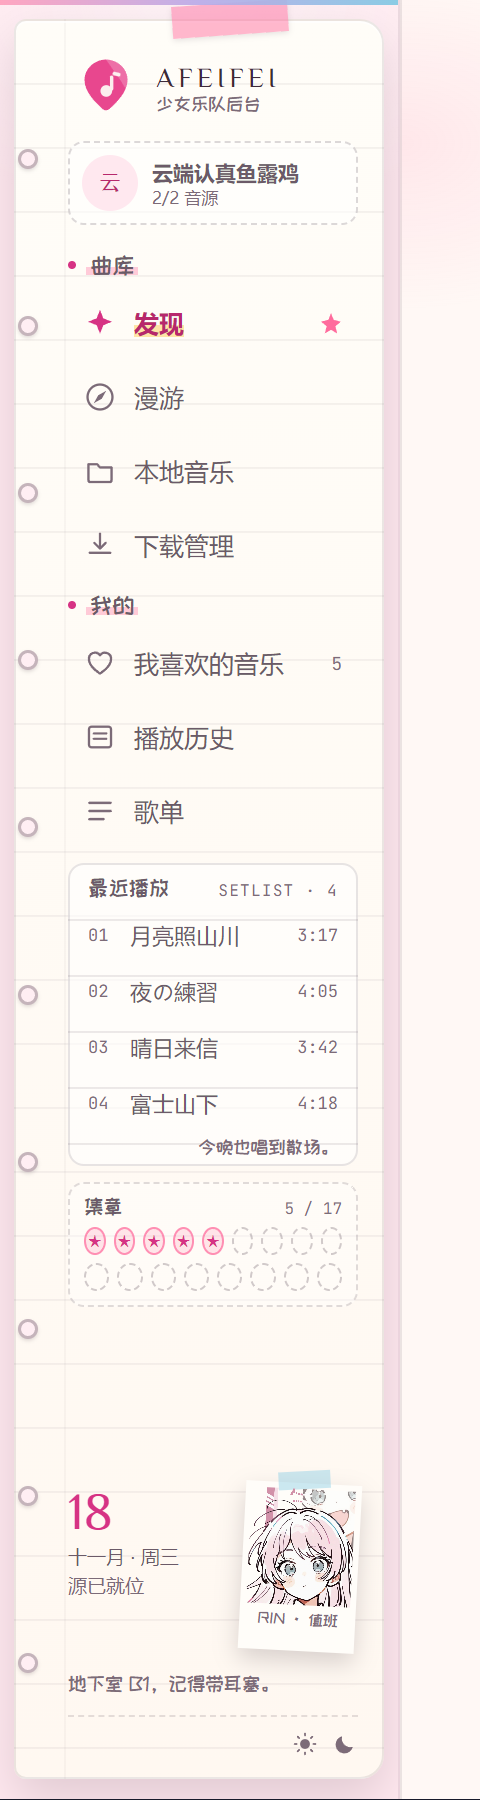 AFEIFEI
少女乐队后台
云
云端认真鱼露鸡
2/2 音源
曲库
发现
漫游
本地音乐
下载管理
我的
我喜欢的音乐 5
播放历史
歌单
最近播放 SETLIST · 4
01 月亮照山川 3:17
02 夜の練習 4:05
03 晴日来信 3:42
04 富士山下 4:18
今晚也唱到散场。
集章 5 / 17
18
十一月 · 周三
源已就位
RIN · 值班
地下室 B1，记得带耳塞。